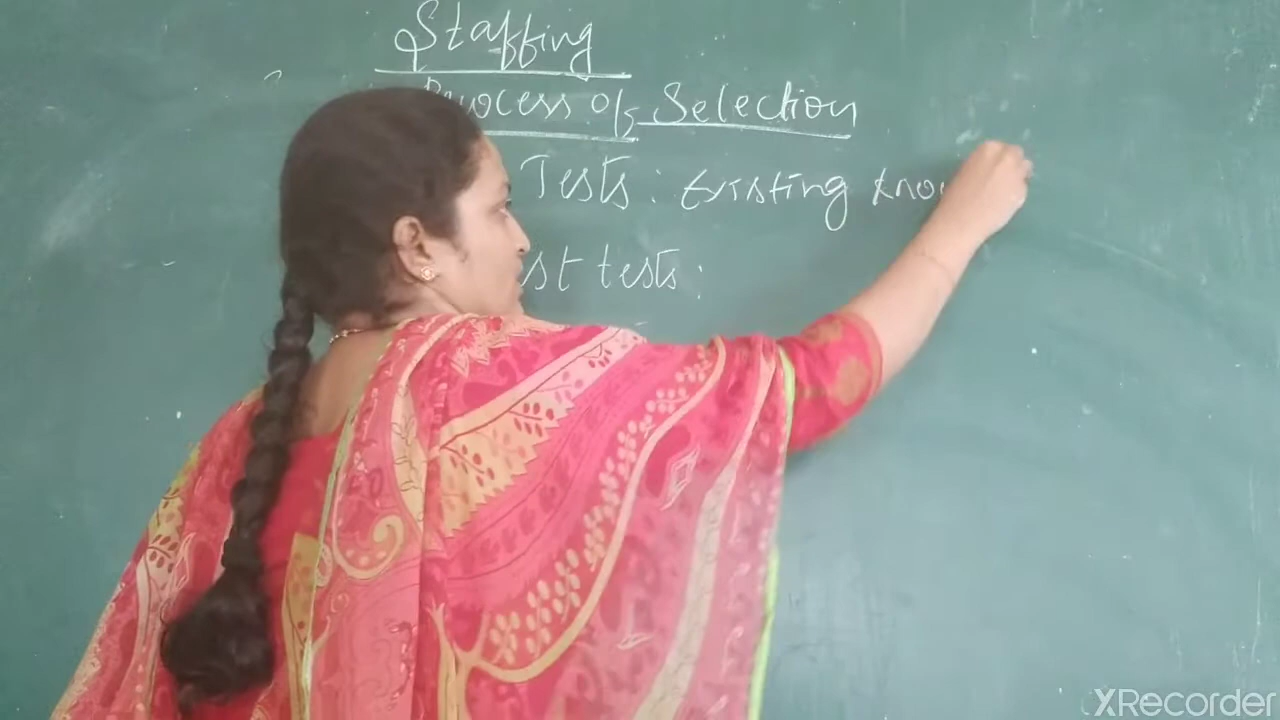 Staffing
Process of Selection
Tests: Existing Kno
st tests:
XRecorder